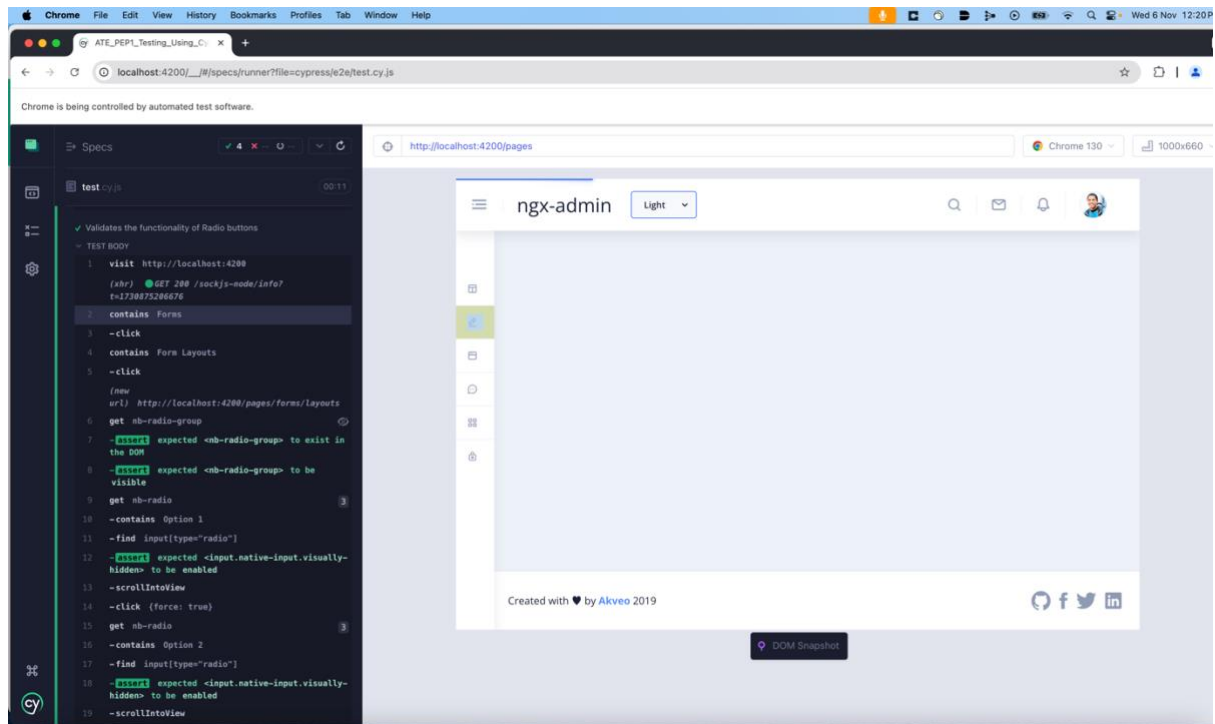 Chrome File Edit View History Bookmarks Profiles Tab Window Help
Wed 6 Nov 12:20P
ATE_PEP1_Testing_Using_Cy
localhost:4200/__/#/specs/runner?file=cypress/e2e/test.cy.js
Chrome is being controlled by automated test software.
Specs
4 -- --
http://localhost:4200/pages
Chrome 130
1000x660
test.cy.js
00:11
Validates the functionality of Radio buttons
TEST BODY
1 visit http://localhost:4200
(xhr) GET 200 /sockjs-node/info?
t=1730875206676
2 contains Forms
3 -click
4 contains Form Layouts
5 -click
(new
url) http://localhost:4200/pages/forms/layouts
6 get nb-radio-group
7 -assert expected <nb-radio-group> to exist in
the DOM
8 -assert expected <nb-radio-group> to be
visible
9 get nb-radio 3
10 -contains Option 1
11 -find input[type="radio"]
12 -assert expected <input.native-input.visually-
hidden> to be enabled
13 -scrollIntoView
14 -click {force: true}
15 get nb-radio 3
16 -contains Option 2
17 -find input[type="radio"]
18 -assert expected <input.native-input.visually-
hidden> to be enabled
19 -scrollIntoView
cy
ngx-admin Light
Created with ♥ by Akveo 2019
DOM Snapshot